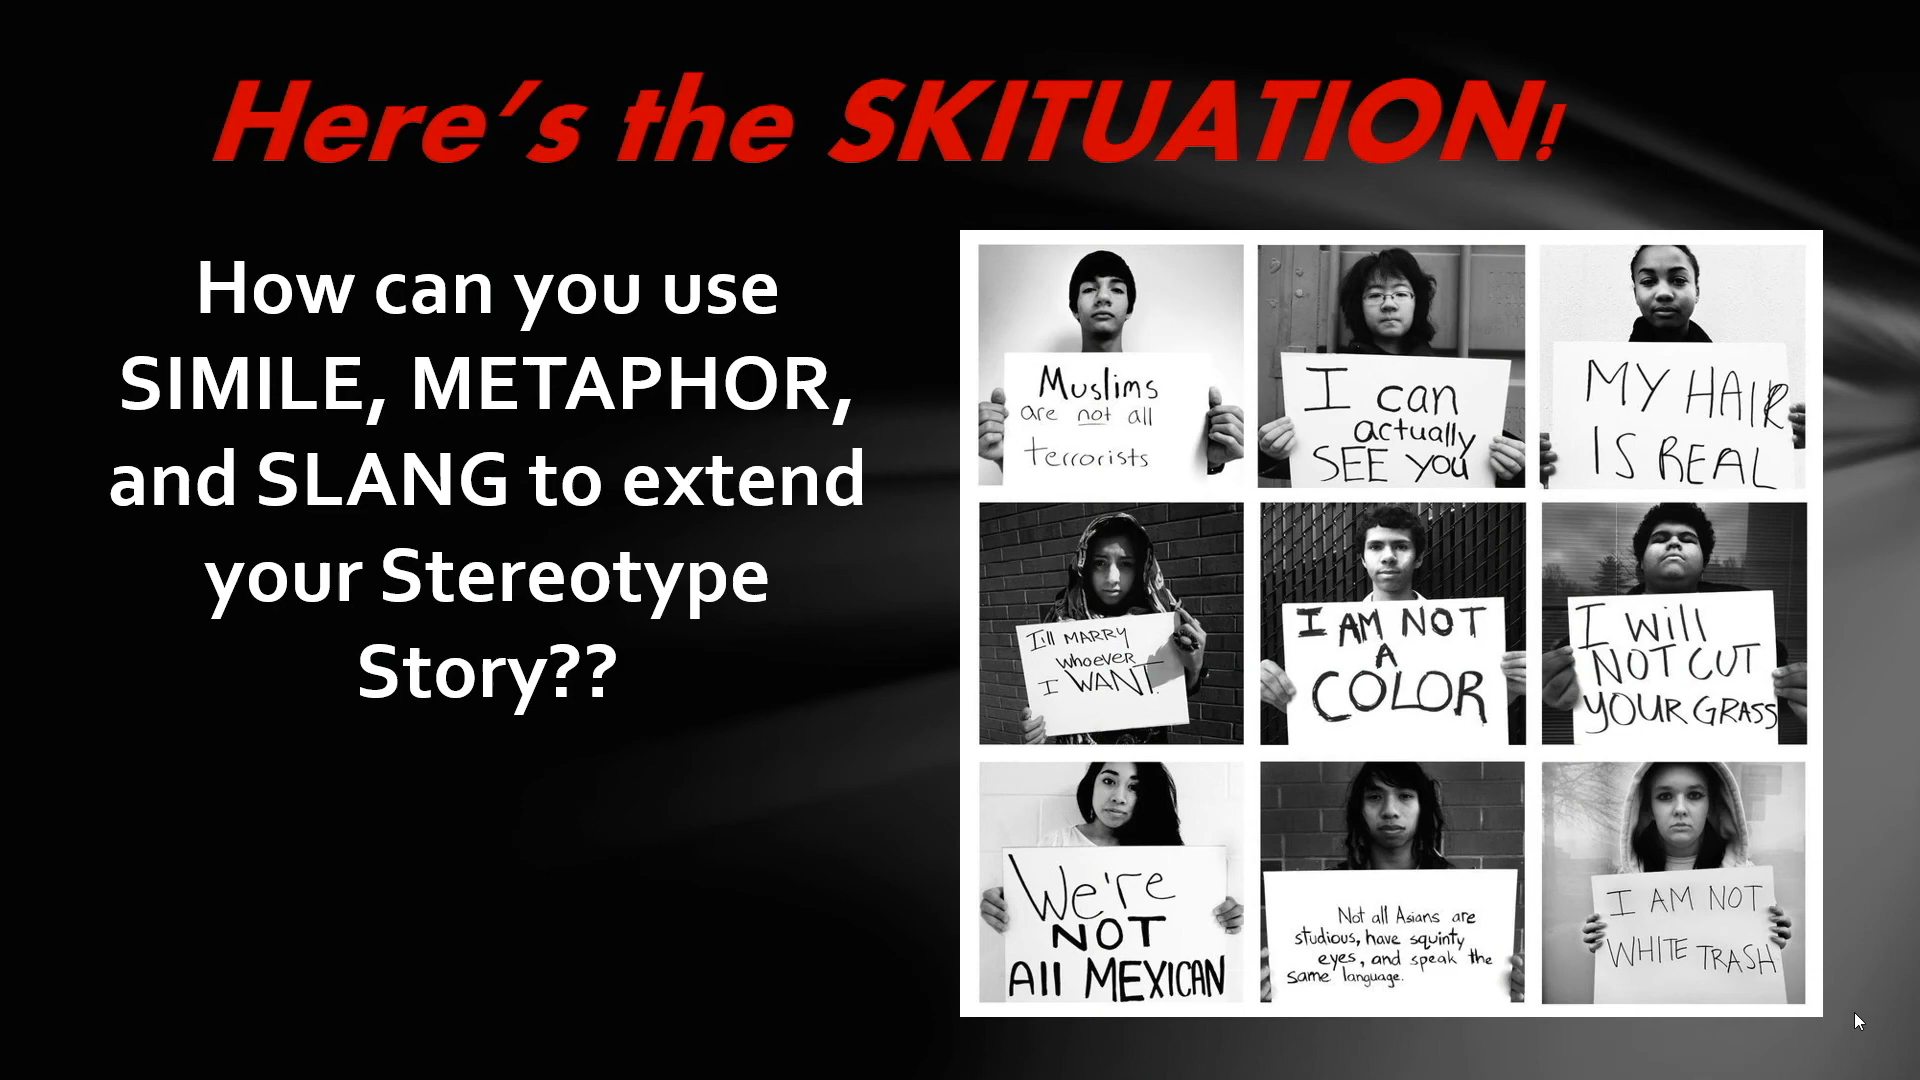 Here's the SKITUATION!
How can you use
SIMILE, METAPHOR,
and SLANG to extend
your Stereotype
Story??
Muslims
are not all
terrorists
I can
actually
SEE you
MY HAIR
IS REAL
I'll MARRY
whoever
I WANT.
I AM NOT
A
COLOR
I will
NOT CUT
YOUR GRASS
We're
NOT
All MEXICAN
Not all Asians are
studious, have squinty
eyes, and speak the
same language.
I AM NOT
WHITE TRASH